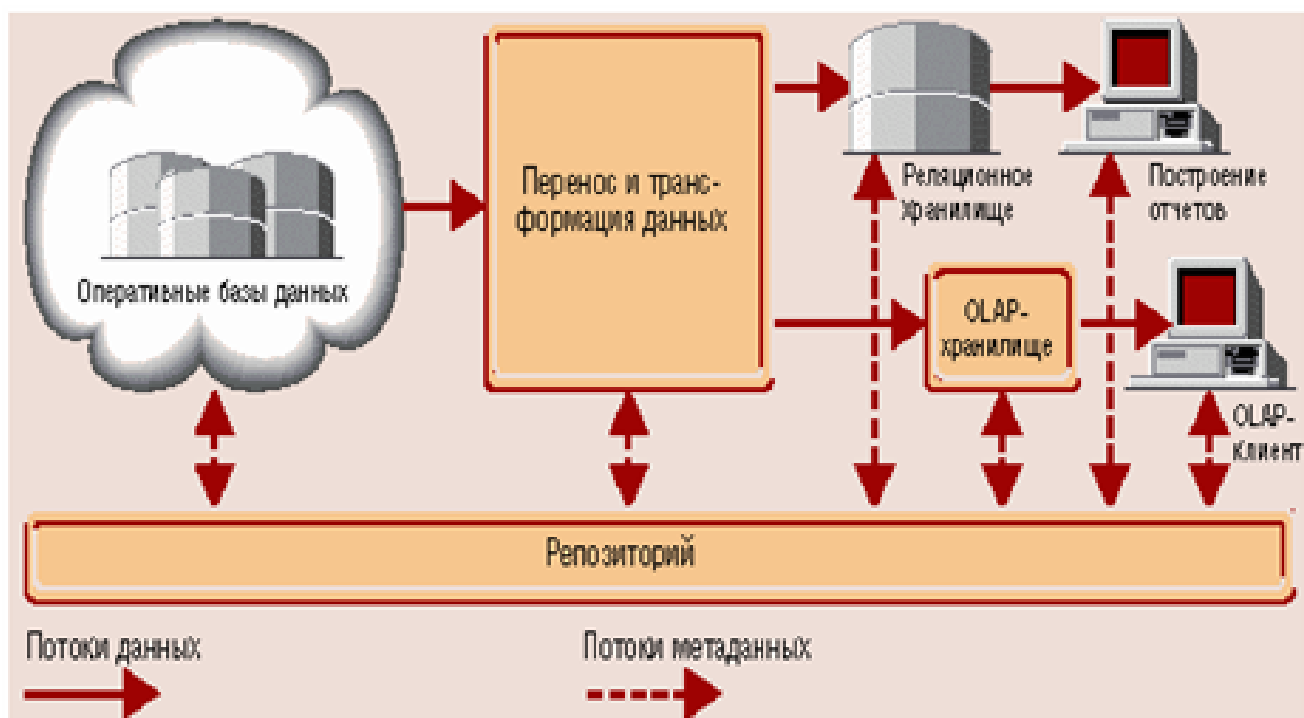 Оперативные базы данных
Перенос и транс-
формация данных
Реляционное
хранилище
Построение
отчетов
OLAP-
хранилище
OLAP-
клиент
Репозиторий
Потоки данных
Потоки метаданных